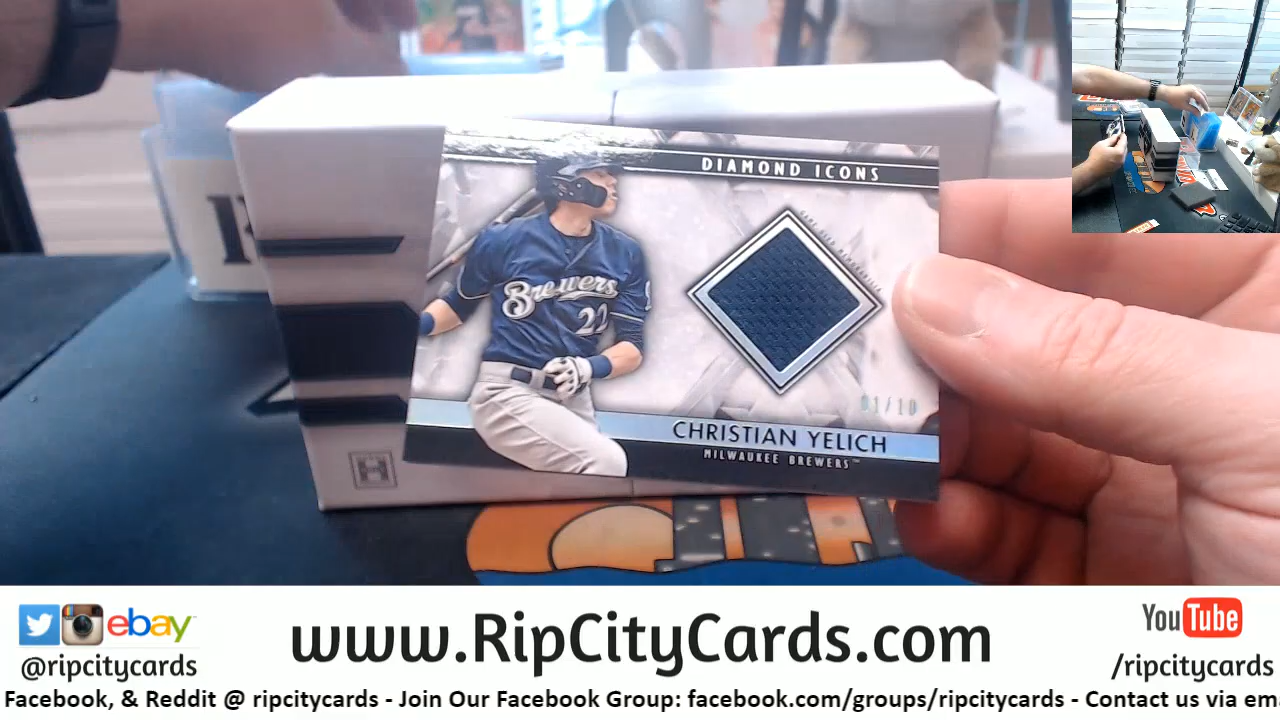 DIAMOND ICONS
Brewers
22
01/10
CHRISTIAN YELICH
MILWAUKEE BREWERS™
H
ebay
@ripcitycards
www.RipCityCards.com
YouTube
/ripcitycards
Facebook, & Reddit @ ripcitycards - Join Our Facebook Group: facebook.com/groups/ripcitycards - Contact us via em